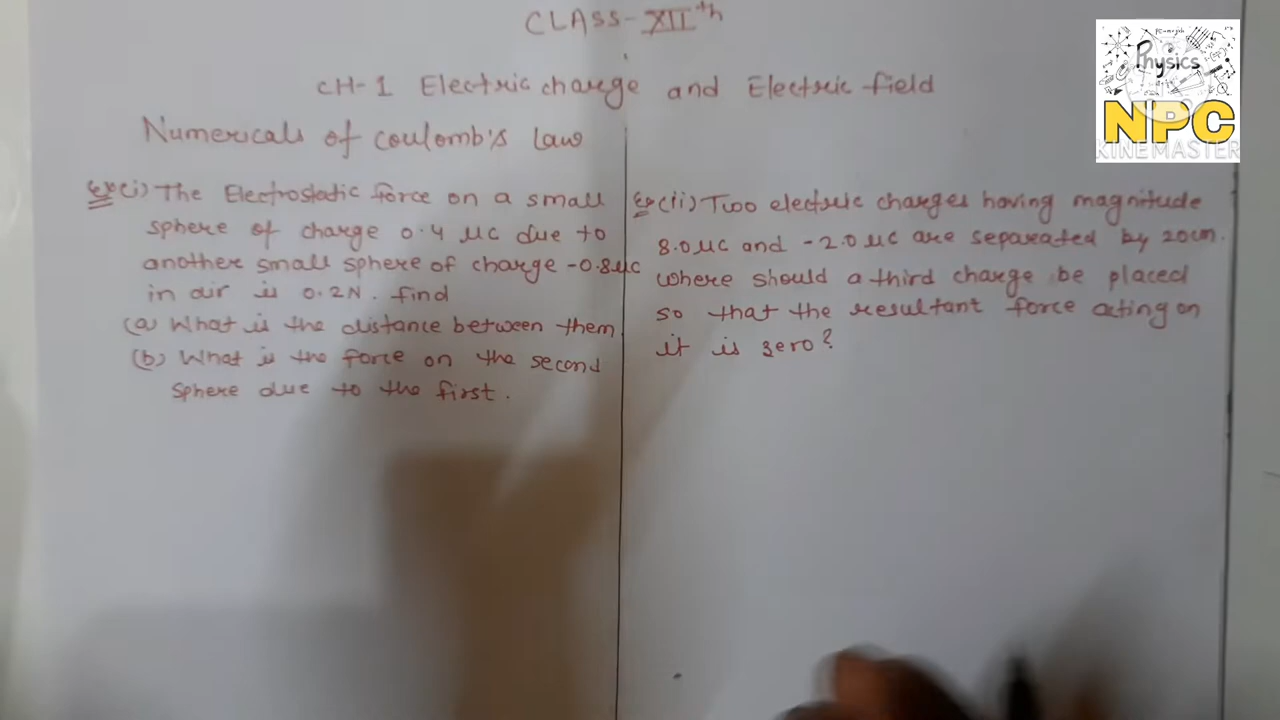 CLASS-XIIth
CH-1 Electric charge and Electric field
Numericals of Coulomb's Law
Ex(i) The Electrostatic force on a small
sphere of charge 0.4 μC due to
another small sphere of charge -0.8μC
in air is 0.2N. find
(a) What is the distance between them
(b) What is the force on the second
sphere due to the first.
Ex(ii) Two electric charges having magnitude
8.0μC and -2.0μC are separated by 20cm.
where should a third charge be placed
so that the resultant force acting on
it is zero?
Physics
NPC
KINEMASTER